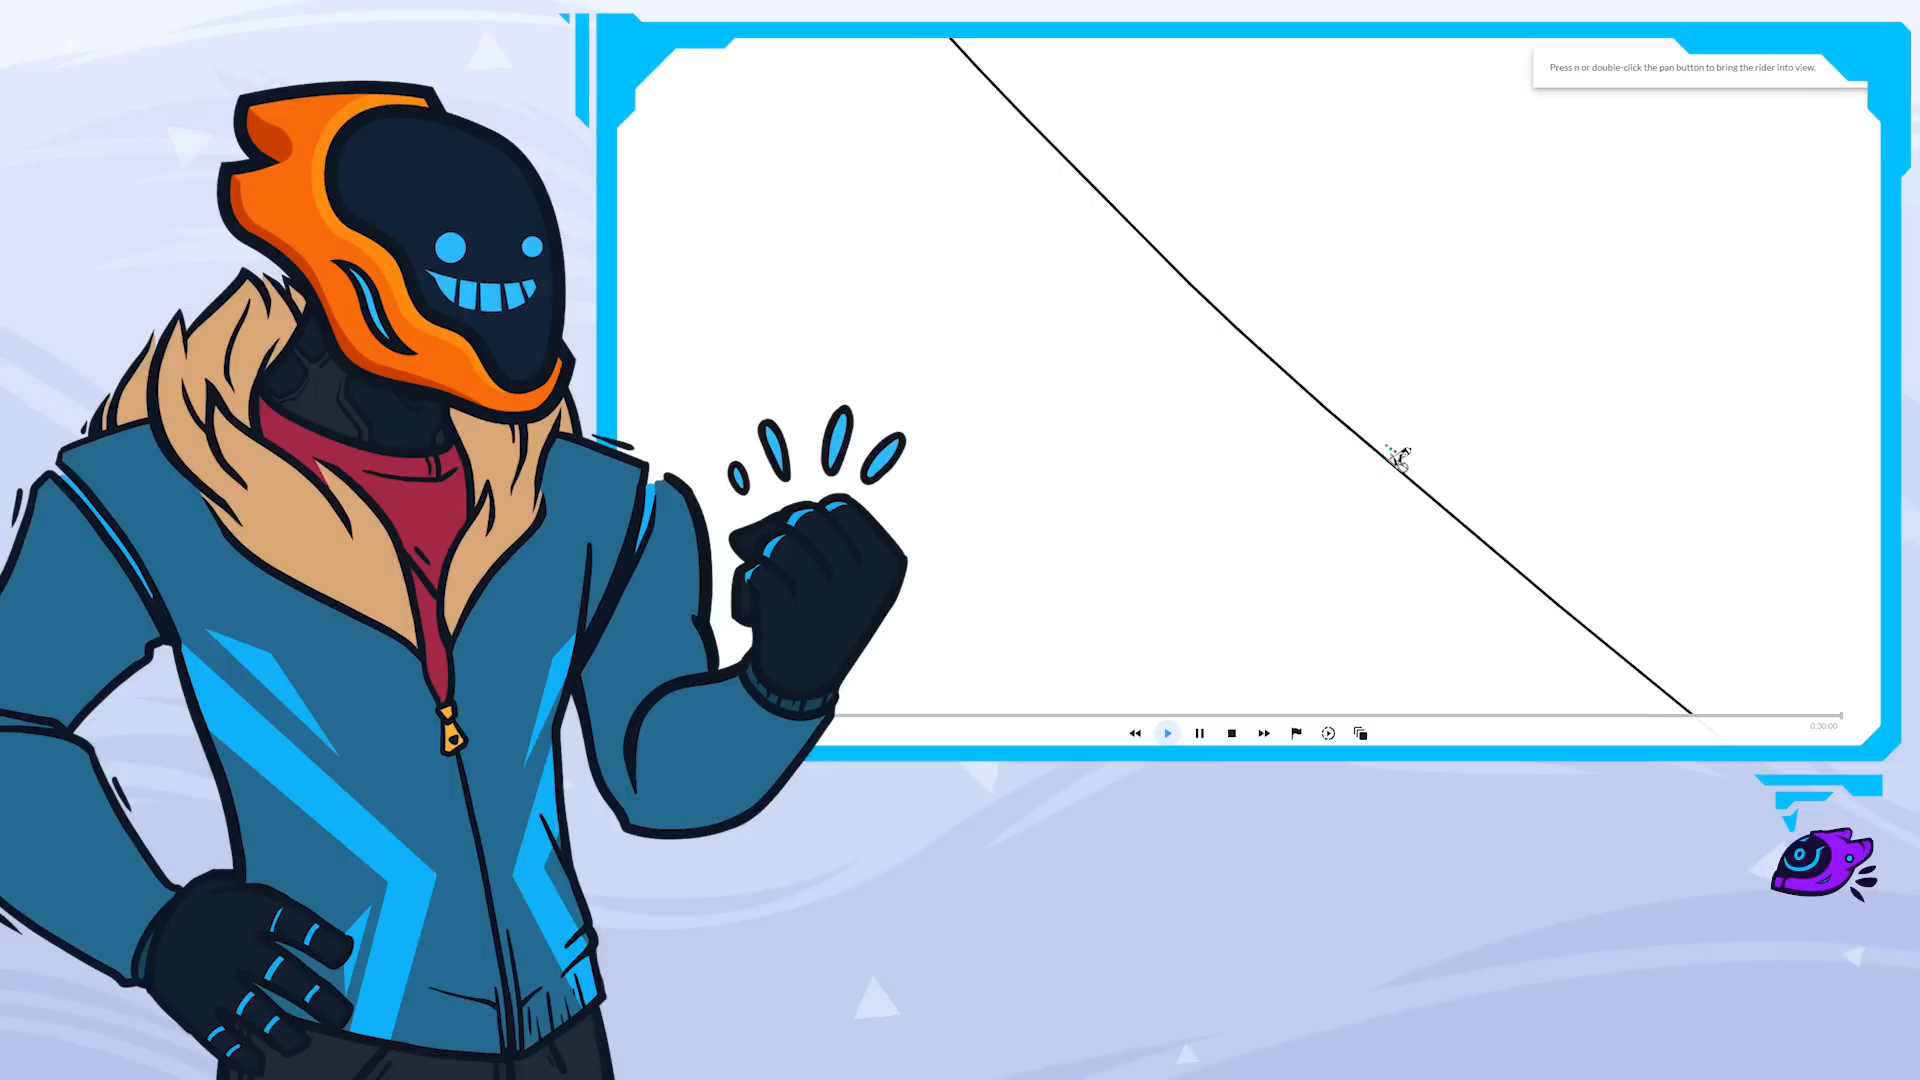 Press n or double-click the pan button to bring the rider into view.
0:30:00